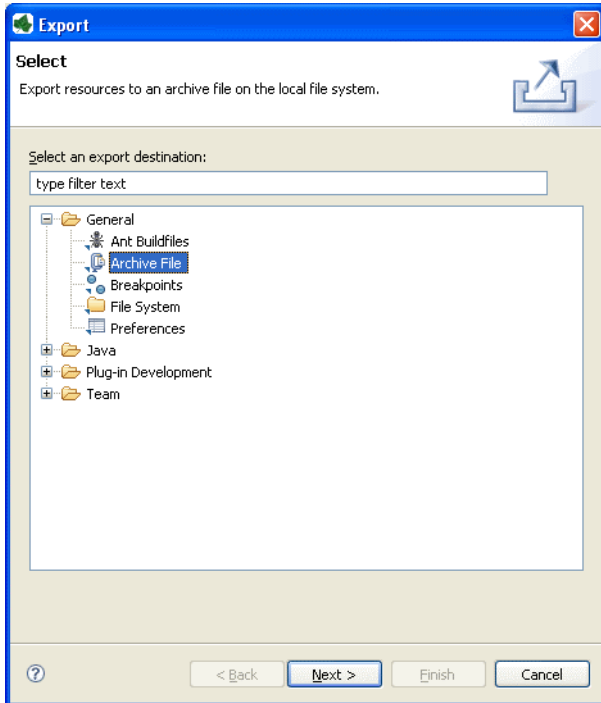 Export
Select
Export resources to an archive file on the local file system.
Select an export destination:
type filter text
General
Ant Buildfiles
Archive File
Breakpoints
File System
Preferences
Java
Plug-in Development
Team
? < Back Next > Finish Cancel